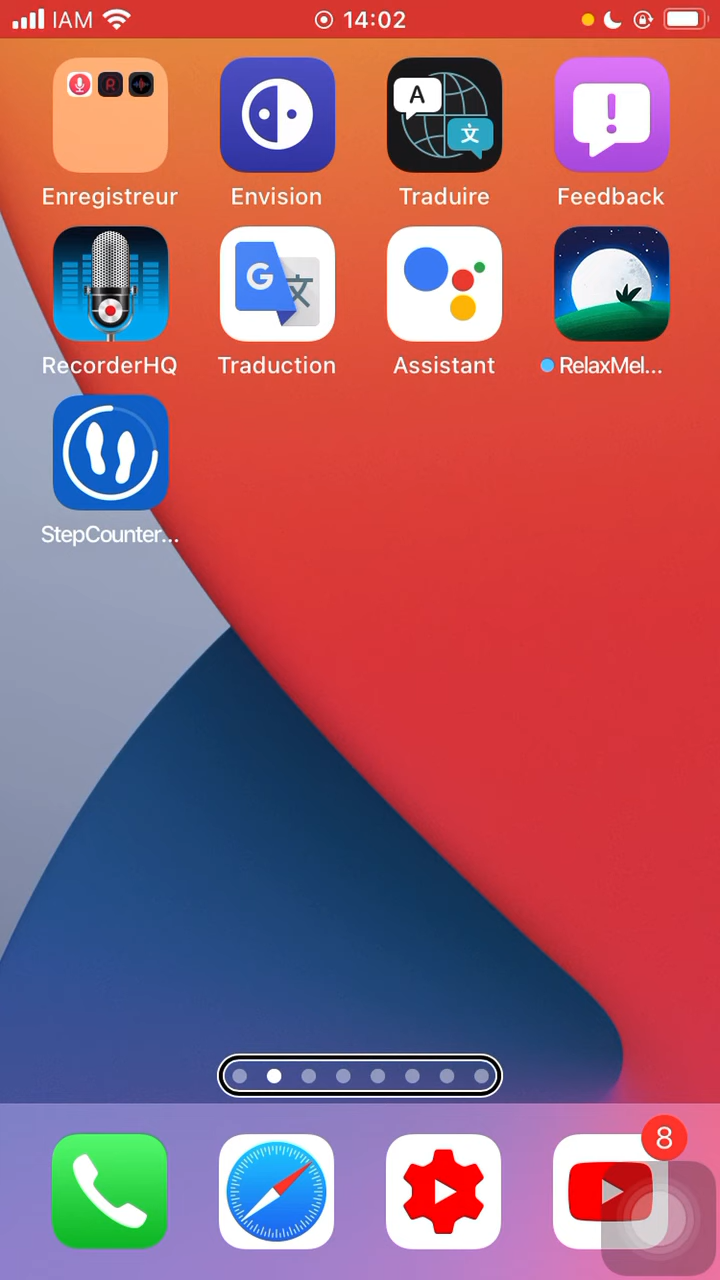 IAM 14:02
Enregistreur Envision Traduire Feedback
RecorderHQ Traduction Assistant RelaxMel...
StepCounter...
8